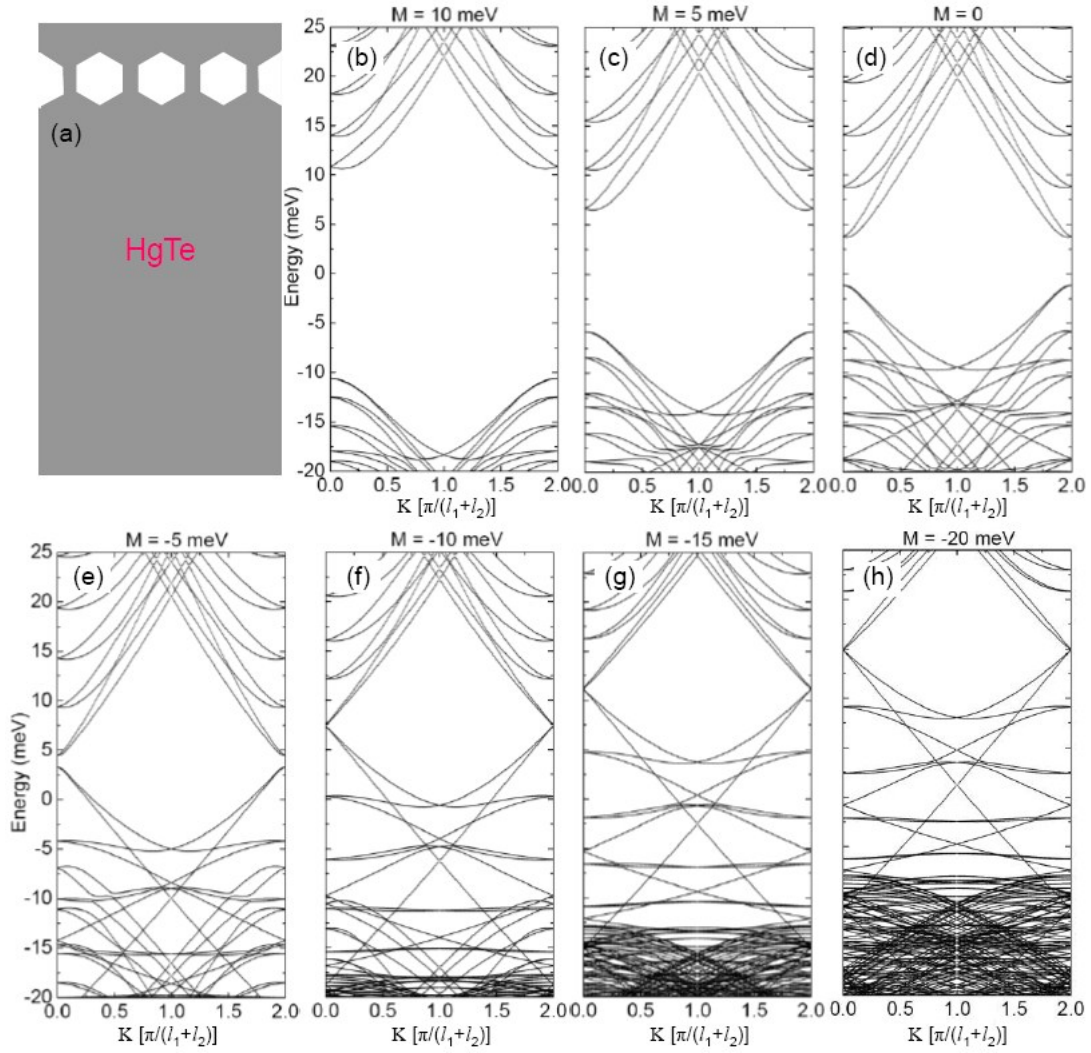 M = 10 meV
M = 5 meV
M = 0
(a)
HgTe
(b)
(c)
(d)
Energy (meV)
25
20
15
10
5
0
-5
-10
-15
-20
0.0 0.5 1.0 1.5 2.0
0.0 0.5 1.0 1.5 2.0
0.0 0.5 1.0 1.5 2.0
K [π/(l₁+l₂)]
K [π/(l₁+l₂)]
K [π/(l₁+l₂)]
M = -5 meV
M = -10 meV
M = -15 meV
M = -20 meV
(e)
(f)
(g)
(h)
Energy (meV)
25
20
15
10
5
0
-5
-10
-15
-20
0.0 0.5 1.0 1.5 2.0
0.0 0.5 1.0 1.5 2.0
0.0 0.5 1.0 1.5 2.0
0.0 0.5 1.0 1.5 2.0
K [π/(l₁+l₂)]
K [π/(l₁+l₂)]
K [π/(l₁+l₂)]
K [π/(l₁+l₂)]